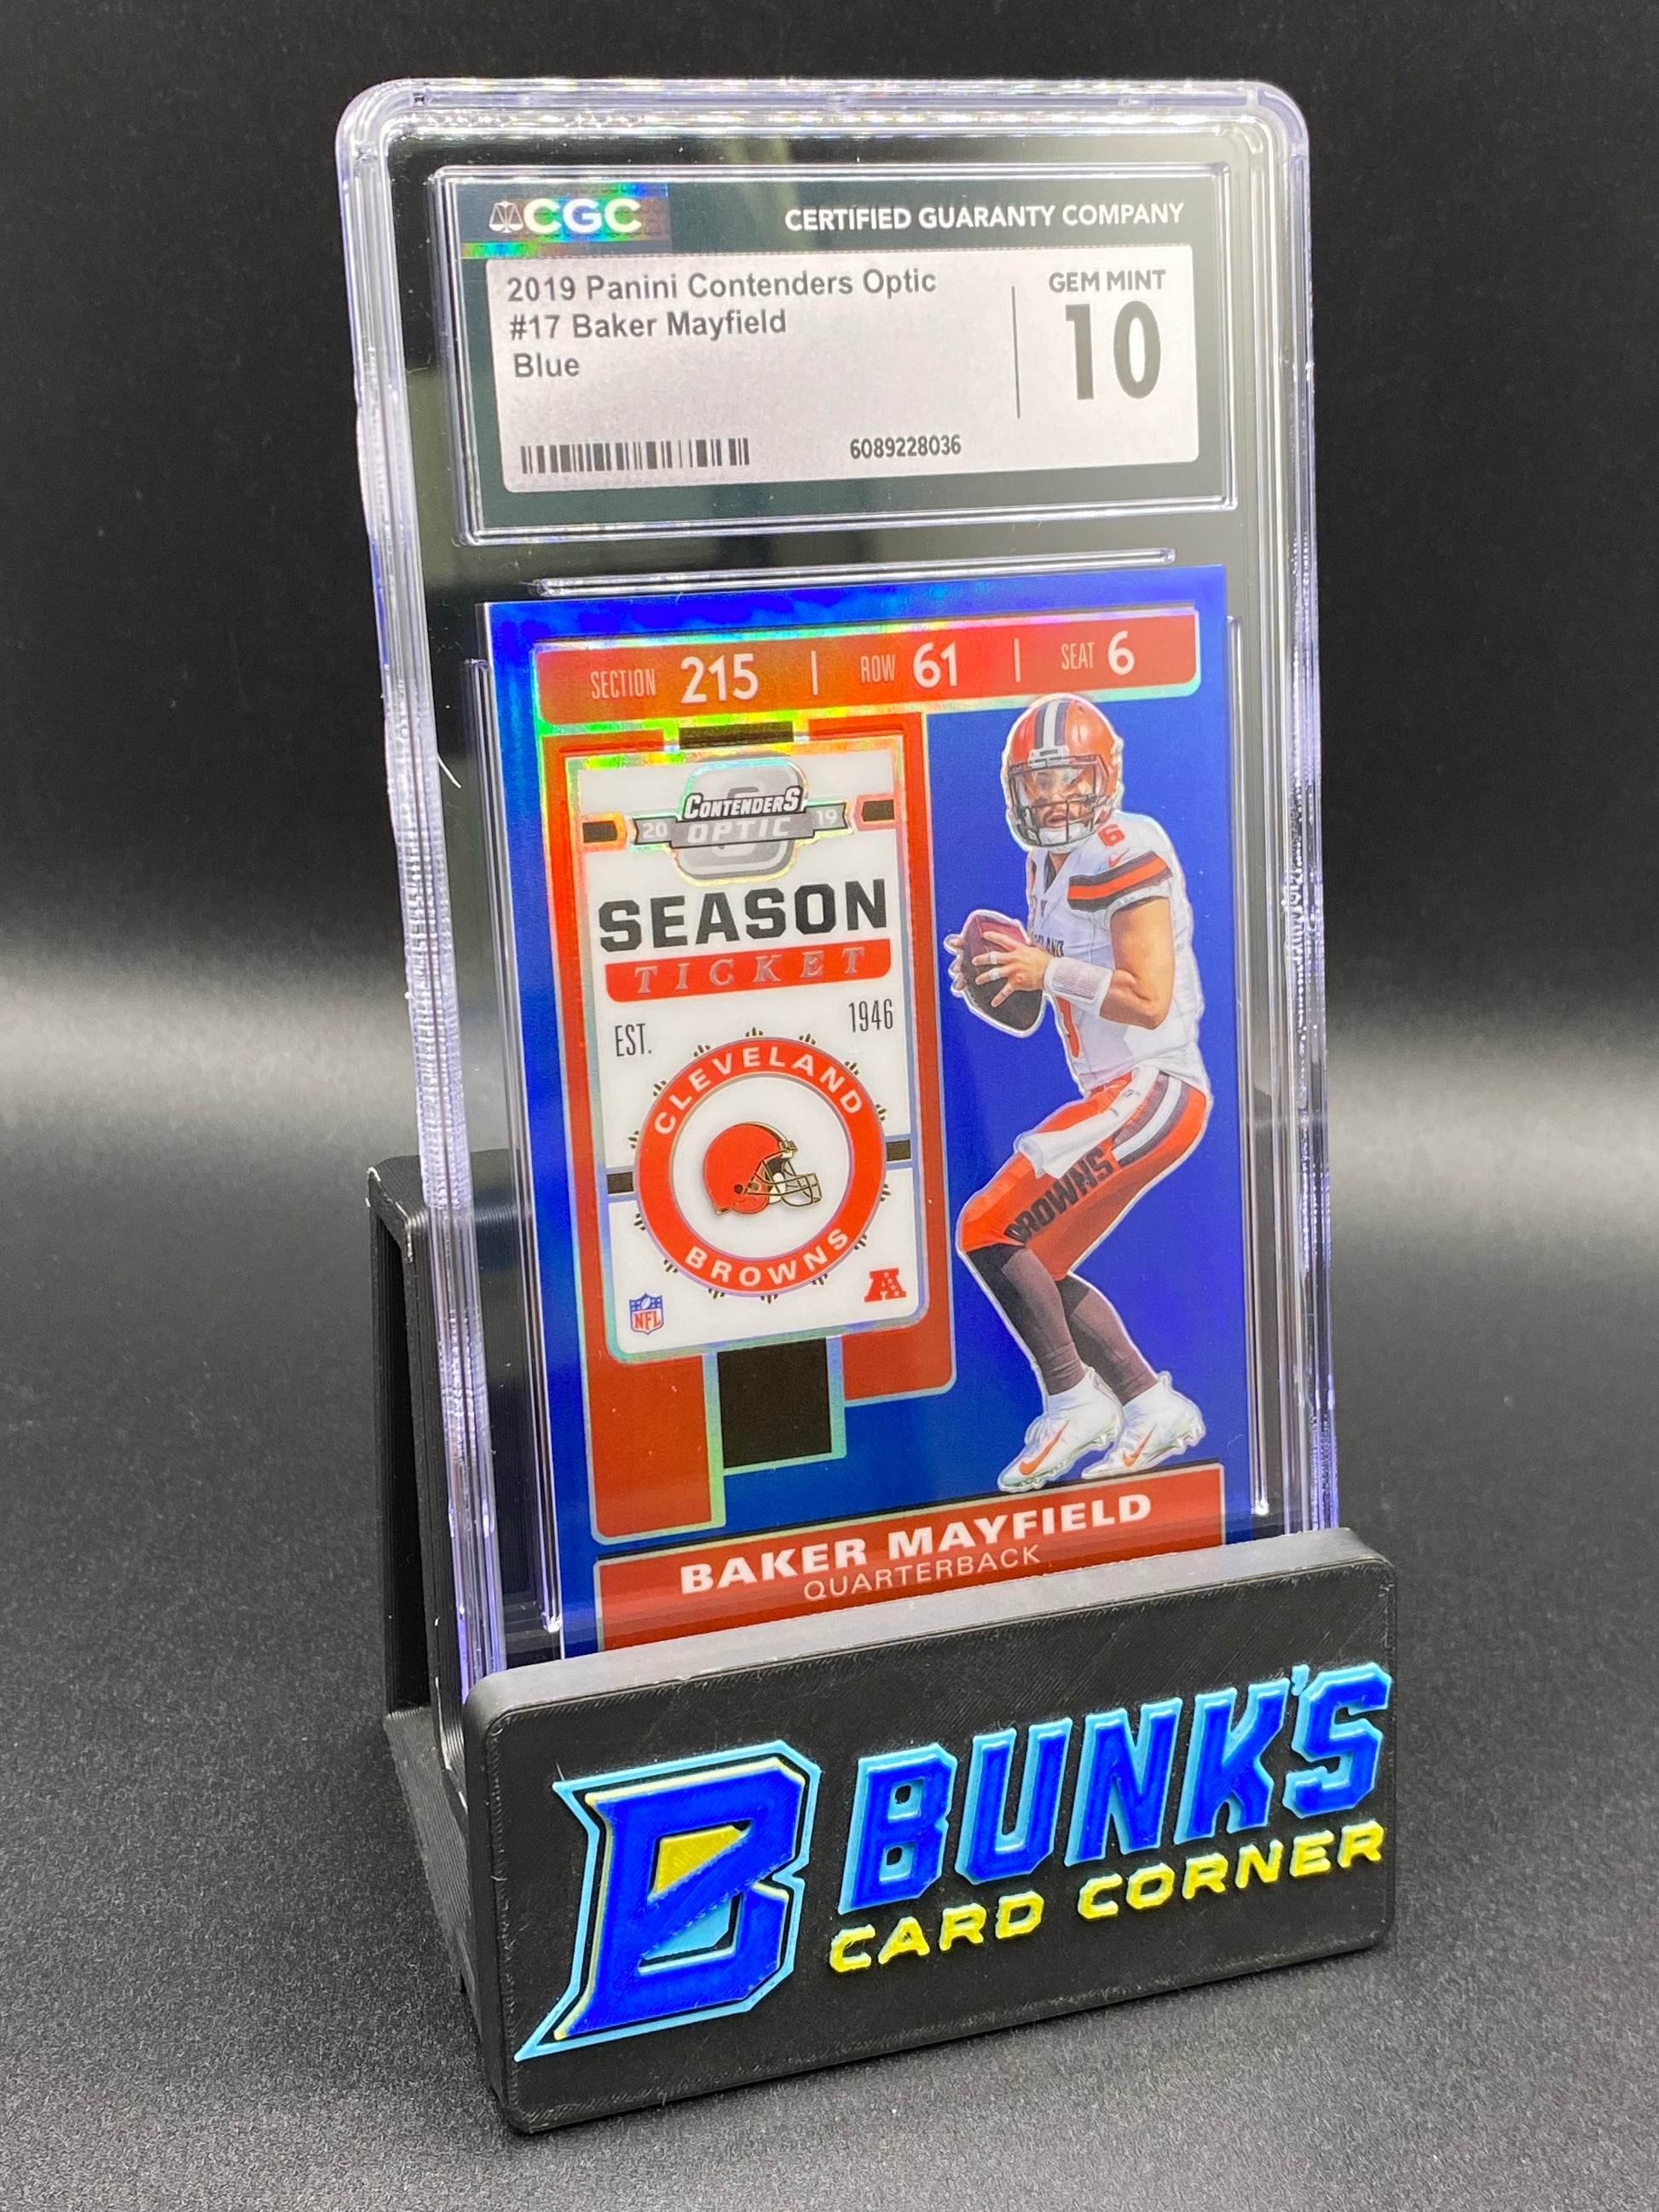 CGC
CERTIFIED GUARANTY COMPANY
2019 Panini Contenders Optic
#17 Baker Mayfield
Blue
GEM MINT
10
6089228036
SECTION 215 | ROW 61 | SEAT 6
CONTENDERS
20 OPTIC 19
SEASON
TICKET
EST. 1946
CLEVELAND
BROWNS
NFL
A
6
BROWNS
BAKER MAYFIELD
QUARTERBACK
B
BUNK'S
CARD CORNER